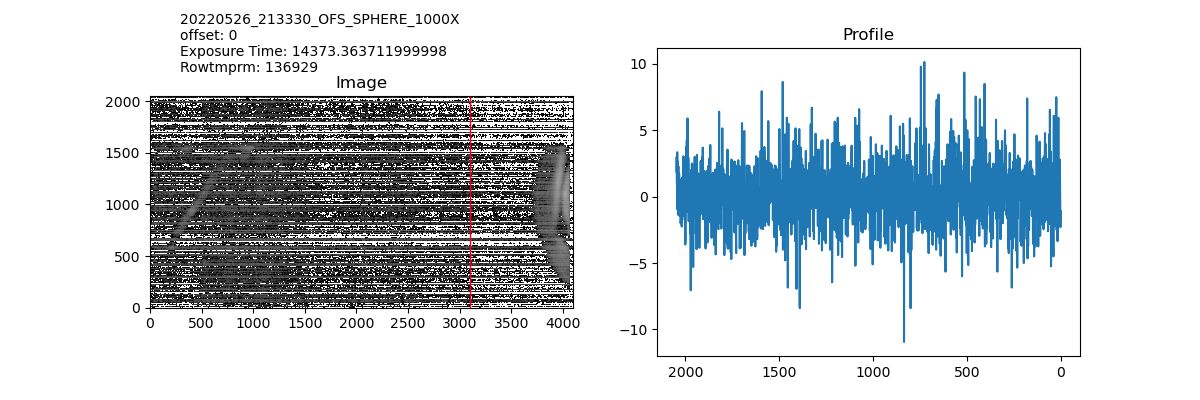 20220526_213330_OFS_SPHERE_1000X
offset: 0
Exposure Time: 14373.363711999998
Rowtmprm: 136929
Image
2000
1500
1000
500
0
0 500 1000 1500 2000 2500 3000 3500 4000
Profile
10
5
0
−5
−10
2000 1500 1000 500 0